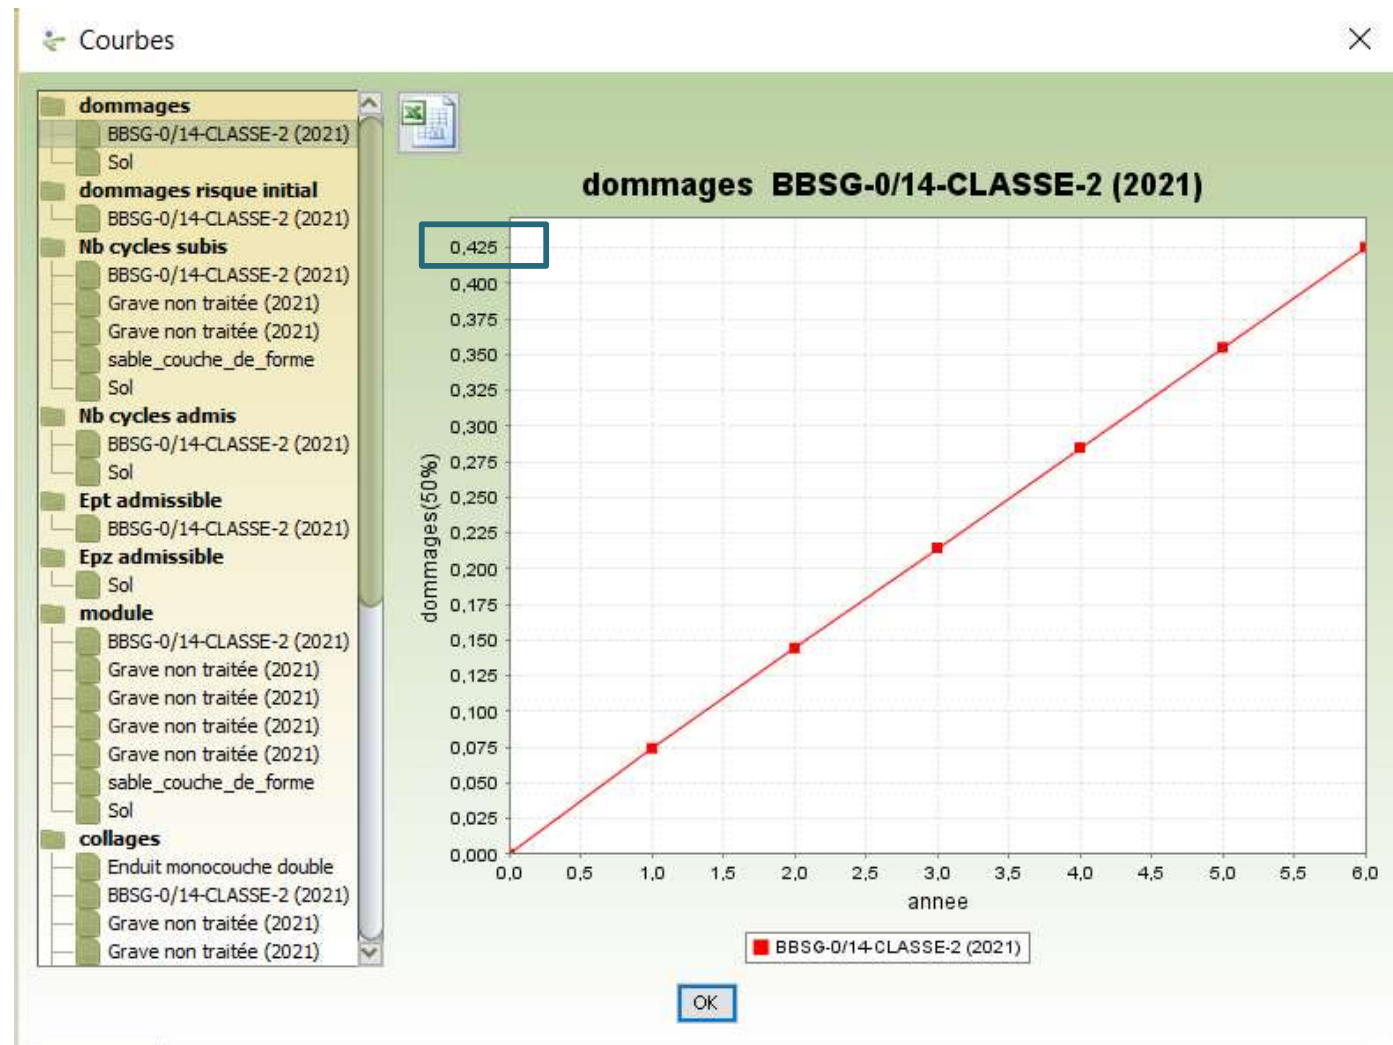 Courbes
dommages
BBSG-0/14-CLASSE-2 (2021)
Sol
dommages risque initial
BBSG-0/14-CLASSE-2 (2021)
Nb cycles subis
BBSG-0/14-CLASSE-2 (2021)
Grave non traitée (2021)
Grave non traitée (2021)
sable_couche_de_forme
Sol
Nb cycles admis
BBSG-0/14-CLASSE-2 (2021)
Sol
Ept admissible
BBSG-0/14-CLASSE-2 (2021)
Epz admissible
Sol
module
BBSG-0/14-CLASSE-2 (2021)
Grave non traitée (2021)
Grave non traitée (2021)
Grave non traitée (2021)
Grave non traitée (2021)
sable_couche_de_forme
Sol
collages
Enduit monocouche double
BBSG-0/14-CLASSE-2 (2021)
Grave non traitée (2021)
Grave non traitée (2021)
dommages BBSG-0/14-CLASSE-2 (2021)
0,425
0,400
0,375
0,350
0,325
0,300
0,275
0,250
0,225
0,200
0,175
0,150
0,125
0,100
0,075
0,050
0,025
0,000
dommages(50%)
0,0 0,5 1,0 1,5 2,0 2,5 3,0 3,5 4,0 4,5 5,0 5,5 6,0
annee
BBSG-0/14-CLASSE-2 (2021)
OK